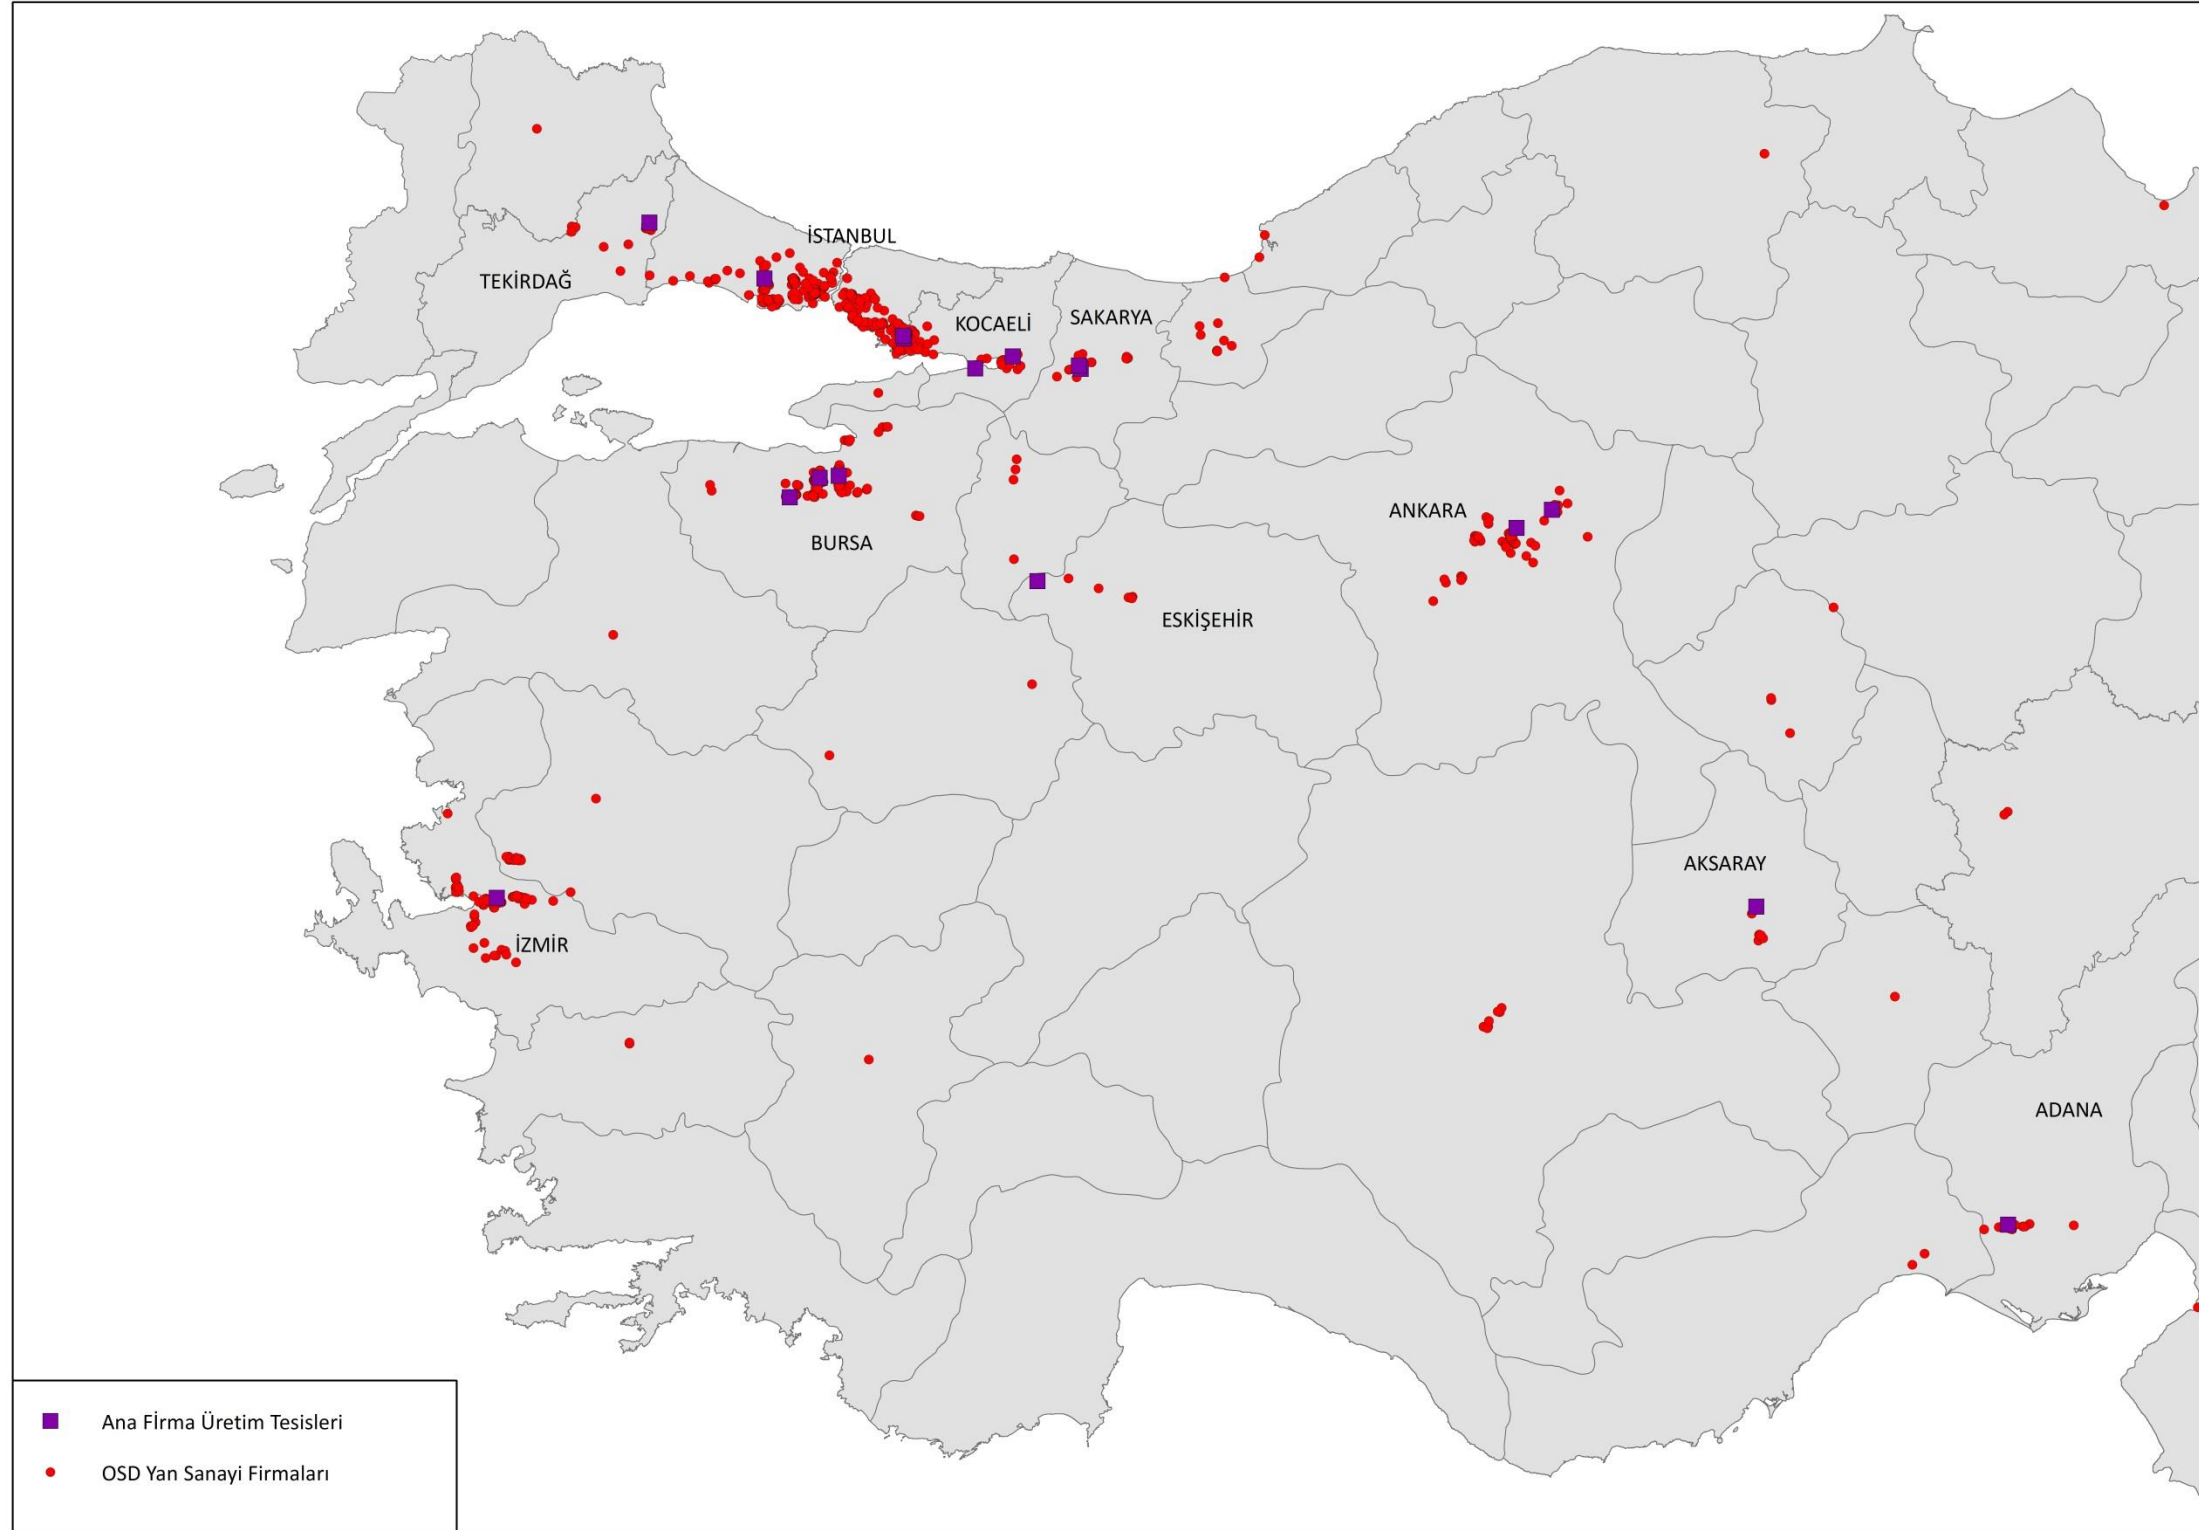 İSTANBUL
TEKİRDAĞ
KOCAELİ
SAKARYA
ANKARA
BURSA
ESKİŞEHİR
AKSARAY
İZMİR
ADANA
Ana Fİrma Üretim Tesisleri
OSD Yan Sanayi Firmaları